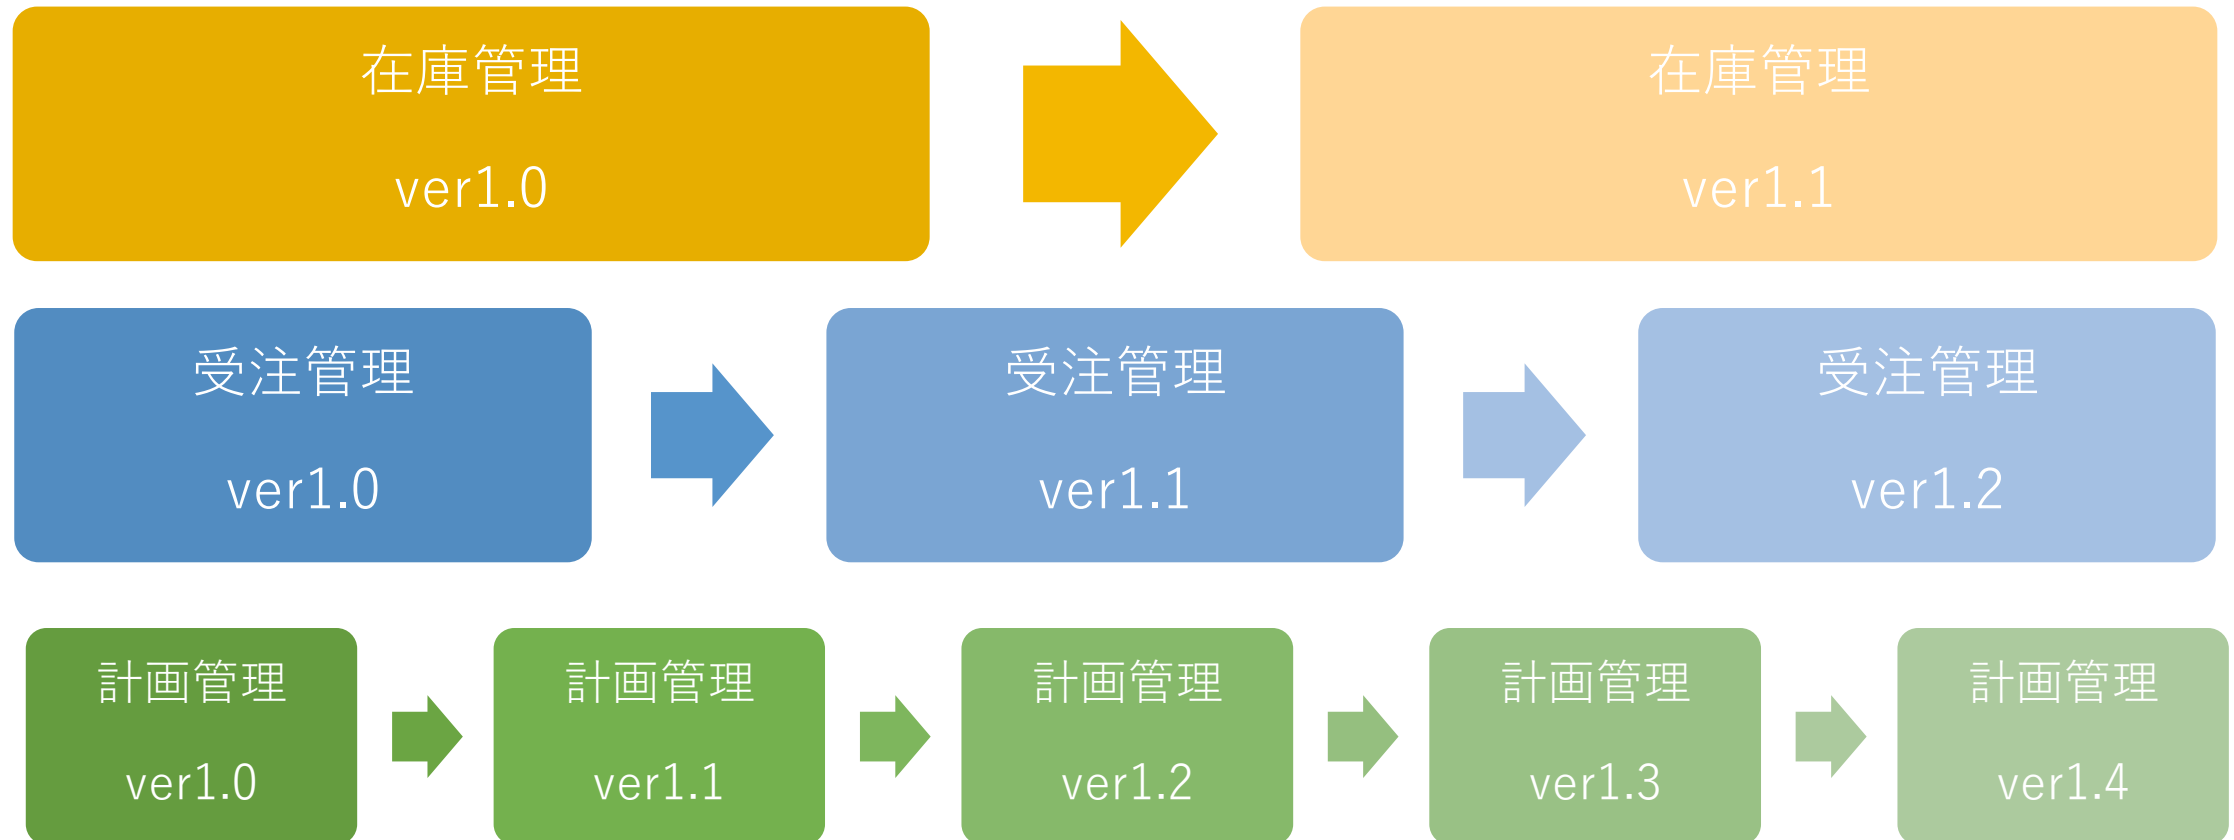 在庫管理
ver1.0
在庫管理
ver1.1
受注管理
ver1.0
受注管理
ver1.1
受注管理
ver1.2
計画管理
ver1.0
計画管理
ver1.1
計画管理
ver1.2
計画管理
ver1.3
計画管理
ver1.4